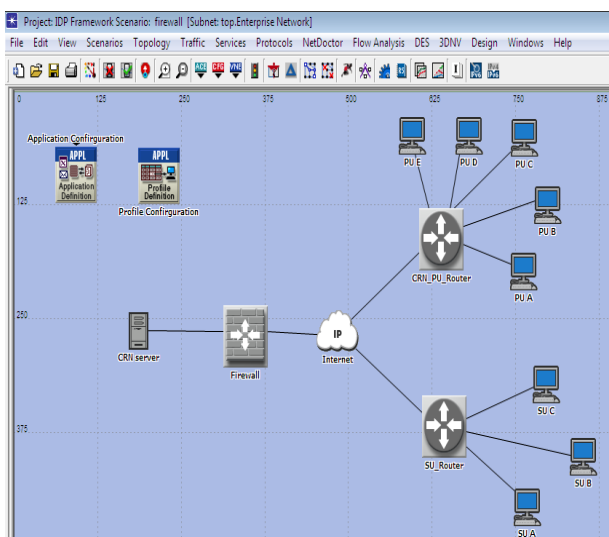 Project: IDP Framework Scenario: firewall [Subnet: top.Enterprise Network]
File Edit View Scenarios Topology Traffic Services Protocols NetDoctor Flow Analysis DES 3DNV Design Windows Help
0 125 250 375 500 625 750 875
Application Confirguration
APPL
Application
Definition
APPL
Profile
Definition
Profile Confirguration
PU E
PU D
PU C
125
PU B
CRN_PU_Router
PU A
250
IP
CRN server
Internet
Firewall
SU C
375
SU_Router
SU B
SU A